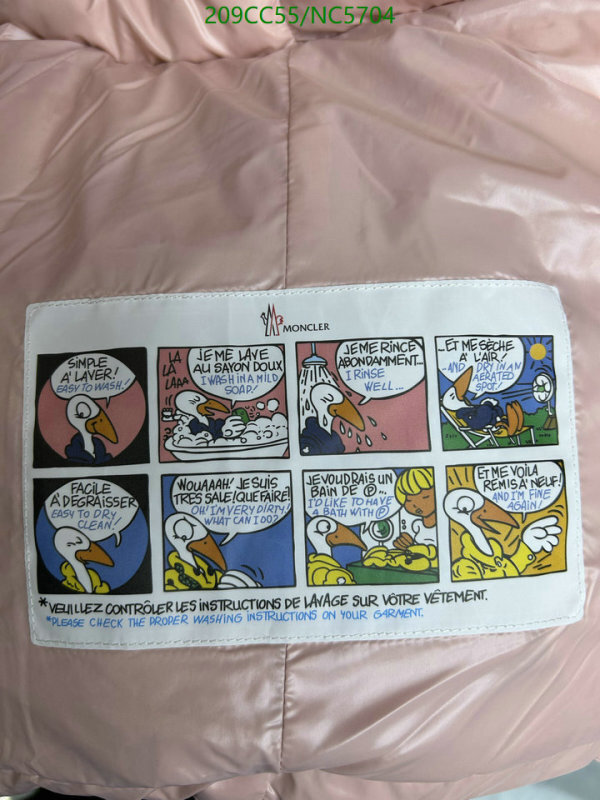 209CC55/NC5704
MONCLER
SIMPLE
A' LAVER!
EASY TO WASH!
LA
LA
LAAA
JE ME LAVE
AU SAVON DOUX
I WASH IN A MILD
SOAP!
JE ME RINCE
ABONDAMMENT...
I RINSE
WELL...
...ET ME SÈCHE
A' L'AIR!
...AND DRY IN AN
AERATED
SPOT!
FACILE
A' DEGRAISSER
EASY TO DRY
CLEAN!
WOUAAAH! JE SUIS
TRES SALE! QUE FAIRE!
OH! I'M VERY DIRTY!
WHAT CAN I DO?
JE VOUDRAIS UN
BAIN DE Ⓟ...
I'D LIKE TO HAVE
A BATH WITH Ⓟ
ET ME VOILA
REMIS A' NEUF!
AND I'M FINE
AGAIN!
*VEUILLEZ CONTRÔLER LES INSTRUCTIONS DE LAVAGE SUR VÔTRE VÊTEMENT.
*PLEASE CHECK THE PROPER WASHING INSTRUCTIONS ON YOUR GARMENT.